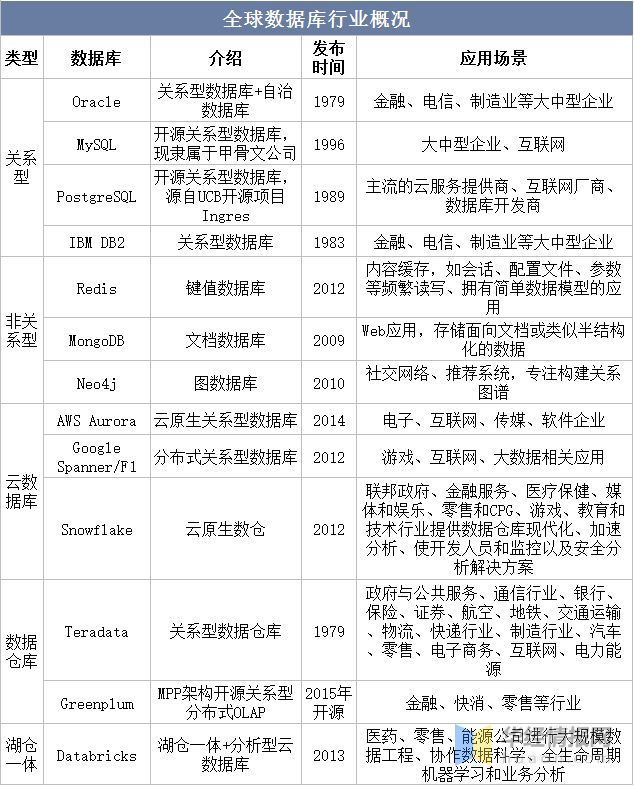 全球数据库行业概况
类型 数据库 介绍 发布
时间 应用场景
关系
型
Oracle 关系型数据库+自治
数据库 1979 金融、电信、制造业等大中型企业
MySQL 开源关系型数据库,
现隶属于甲骨文公司 1996 大中型企业、互联网
PostgreSQL 开源关系型数据库,
源自UCB开源项目
Ingres 1989 主流的云服务提供商、互联网厂商、
数据库开发商
IBM DB2 关系型数据库 1983 金融、电信、制造业等大中型企业
非关
系型
Redis 键值数据库 2012 内容缓存,如会话、配置文件、参数
等频繁读写、拥有简单数据模型的应
用
MongoDB 文档数据库 2009 Web应用,存储面向文档或类似半结构
化的数据
Neo4j 图数据库 2010 社交网络、推荐系统,专注构建关系
图谱
云数
据库
AWS Aurora 云原生关系型数据库 2014 电子、互联网、传媒、软件企业
Google
Spanner/F1 分布式关系型数据库 2012 游戏、互联网、大数据相关应用
Snowflake 云原生数仓 2012 联邦政府、金融服务、医疗保健、媒
体和娱乐、零售和CPG、游戏、教育和
技术行业提供数据仓库现代化、加速
分析、使开发人员和监控以及安全分
析解决方案
数据
仓库
Teradata 关系型数据仓库 1979 政府与公共服务、通信行业、银行、
保险、证券、航空、地铁、交通运输
、物流、快递行业、制造行业、汽车
、零售、电子商务、互联网、电力能
源
Greenplum MPP架构开源关系型
分布式OLAP 2015年
开源 金融、快消、零售等行业
湖仓
一体
Databricks 湖仓一体+分析型云
数据库 2013 医药、零售、能源公司进行大规模数
据工程、协作数据科学、全生命周期
机器学习和业务分析
华经情报网